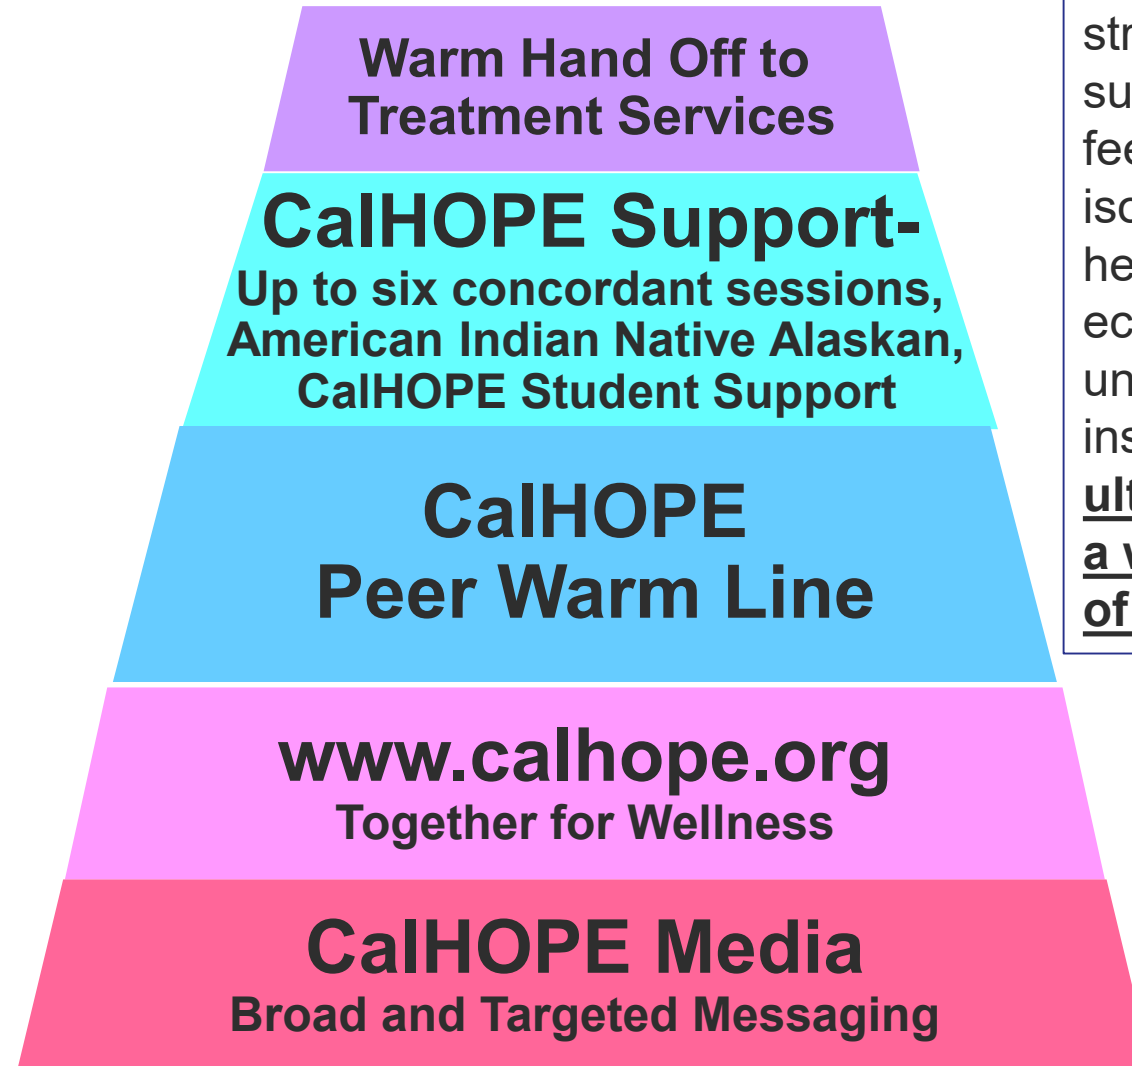 Warm Hand Off to
Treatment Services
CalHOPE Support-
Up to six concordant sessions,
American Indian Native Alaskan,
CalHOPE Student Support
CalHOPE
Peer Warm Line
www.calhope.org
Together for Wellness
CalHOPE Media
Broad and Targeted Messaging
a
of